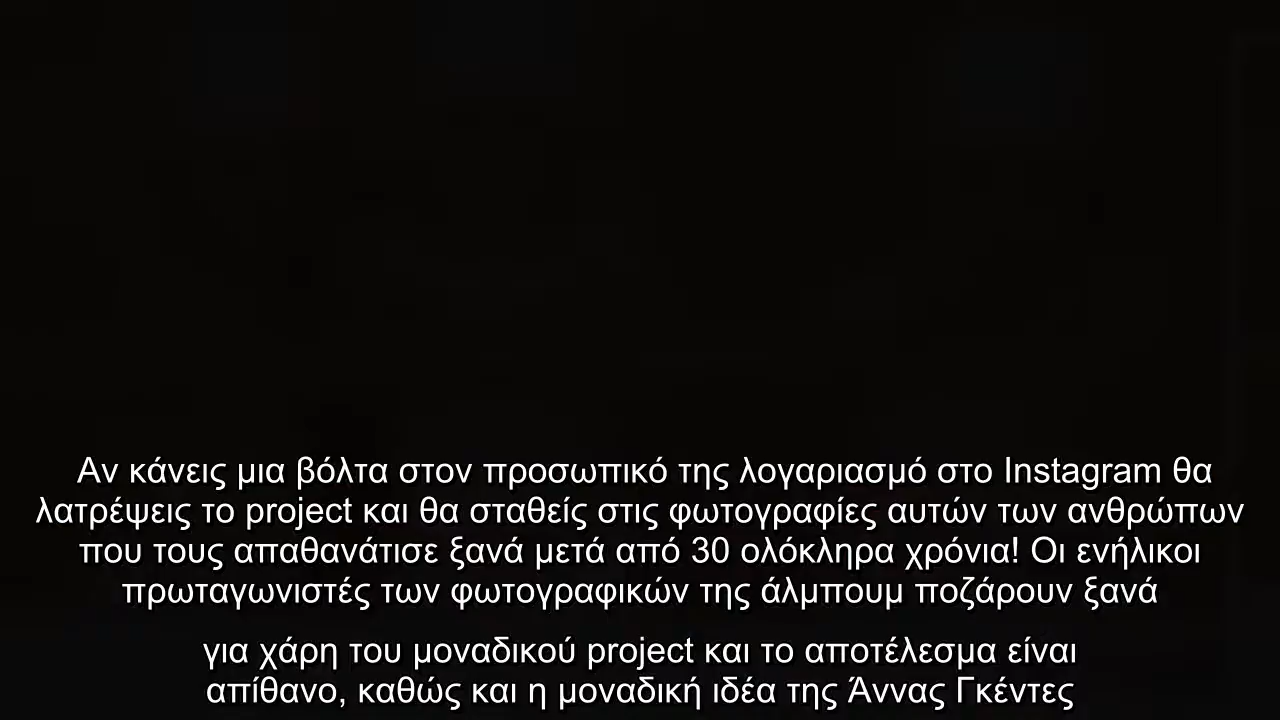 Αν κάνεις μια βόλτα στον προσωπικό της λογαριασμό στο Instagram θα
λατρέψεις το project και θα σταθείς στις φωτογραφίες αυτών των ανθρώπων
που τους απαθανάτισε ξανά μετά από 30 ολόκληρα χρόνια! Οι ενήλικοι
πρωταγωνιστές των φωτογραφικών της άλμπουμ ποζάρουν ξανά
για χάρη του μοναδικού project και το αποτέλεσμα είναι
απίθανο, καθώς και η μοναδική ιδέα της Άννας Γκέντες